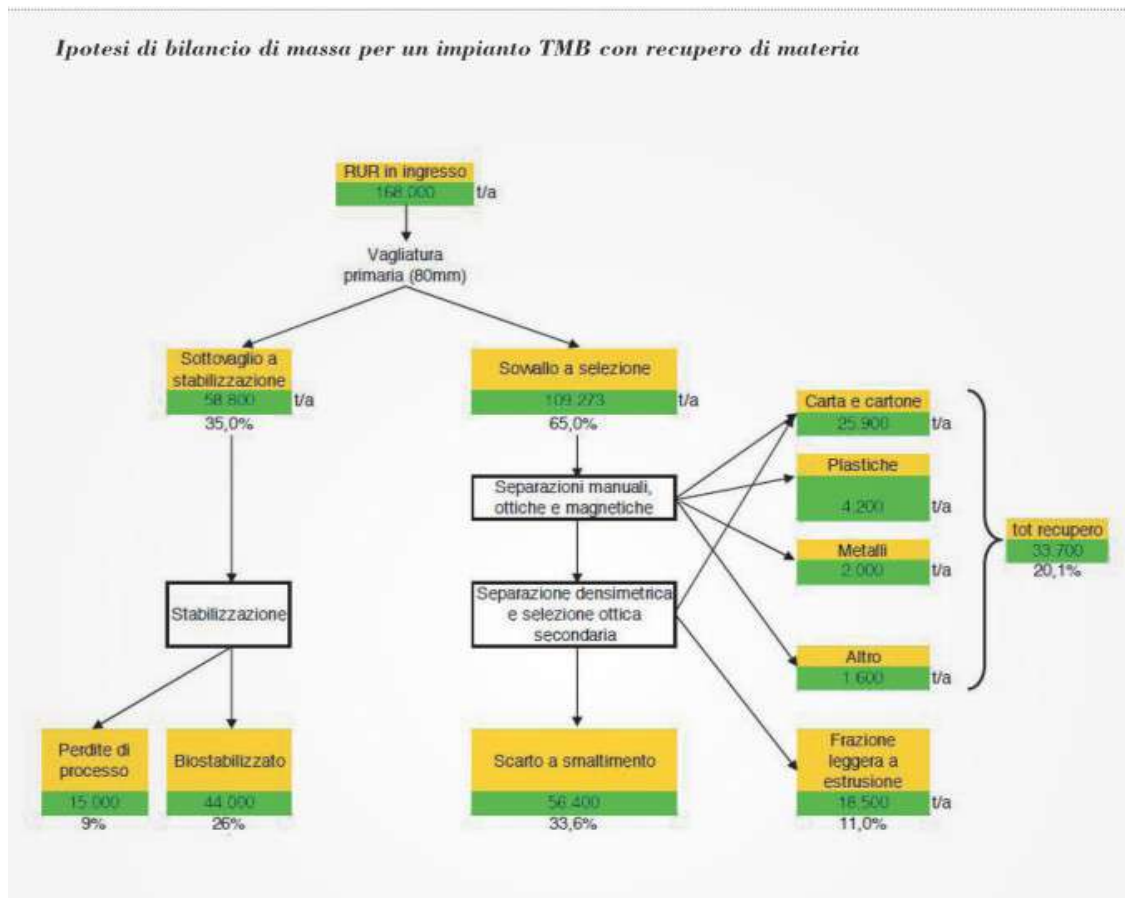 Ipotesi di bilancio di massa per un impianto TMB con recupero di materia
RUR in ingresso
168.000 t/a
Vagliatura
primaria (80mm)
Sottovaglio a
stabilizzazione
58.800 t/a
35,0%
Sovvallo a selezione
109.273 t/a
65,0%
Carta e cartone
25.900 t/a
Plastiche
4.200 t/a
Metalli
2.000 t/a
Altro
1.600 t/a
tot recupero
33.700
20,1%
Separazioni manuali,
ottiche e magnetiche
Separazione densimetrica
e selezione ottica
secondaria
Stabilizzazione
Perdite di
processo
15.000
9%
Biostabilizzato
44.000
26%
Scarto a smaltimento
56.400
33,6%
Frazione
leggera a
estrusione
18.500 t/a
11,0%